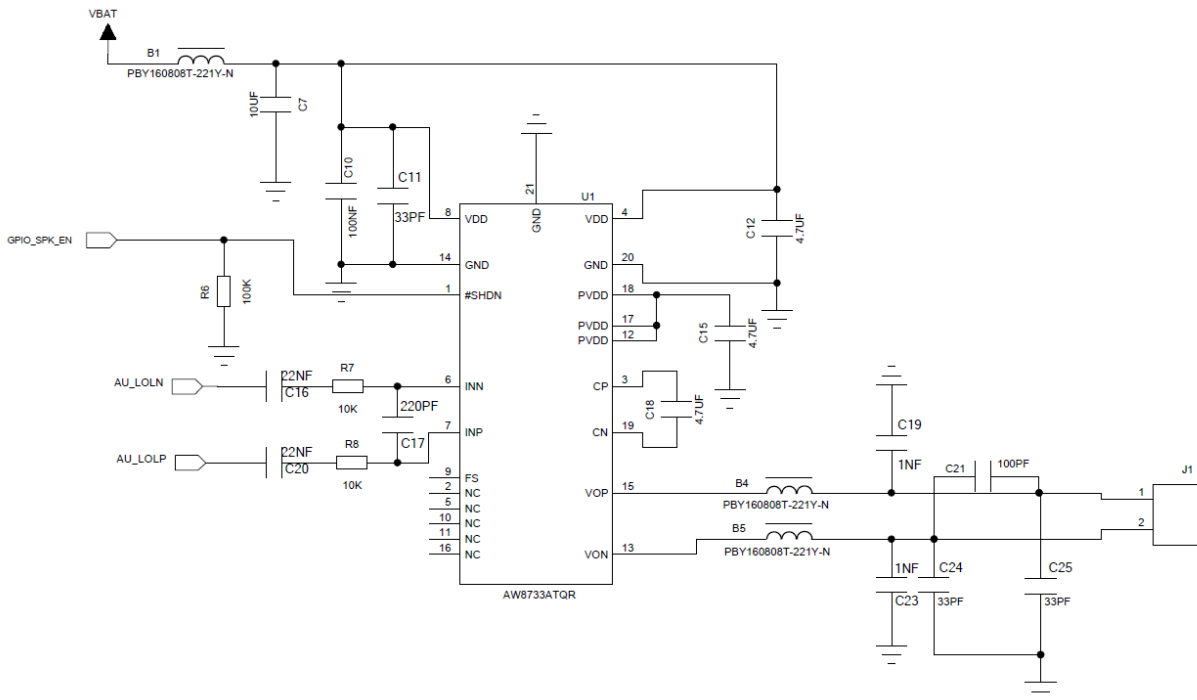 VBAT
B1
PBY160808T-221Y-N
10UF
C7
C10
100NF
C11
33PF
21
GND
U1
8
VDD
VDD
4
C12
4.7UF
GPIO_SPK_EN
14
GND
GND
20
R6
100K
1
#SHDN
PVDD
18
PVDD
17
PVDD
12
C15
4.7UF
AU_LOLN
22NF
C16
R7
10K
6
INN
CP
3
C18
4.7UF
220PF
C17
AU_LOLP
22NF
C20
R8
10K
7
INP
CN
19
C19
1NF
9
FS
2
NC
5
NC
10
NC
11
NC
16
NC
VOP
15
B4
PBY160808T-221Y-N
C21
100PF
J1
1
2
VON
13
B5
PBY160808T-221Y-N
1NF
C23
C24
33PF
C25
33PF
AW8733ATQR